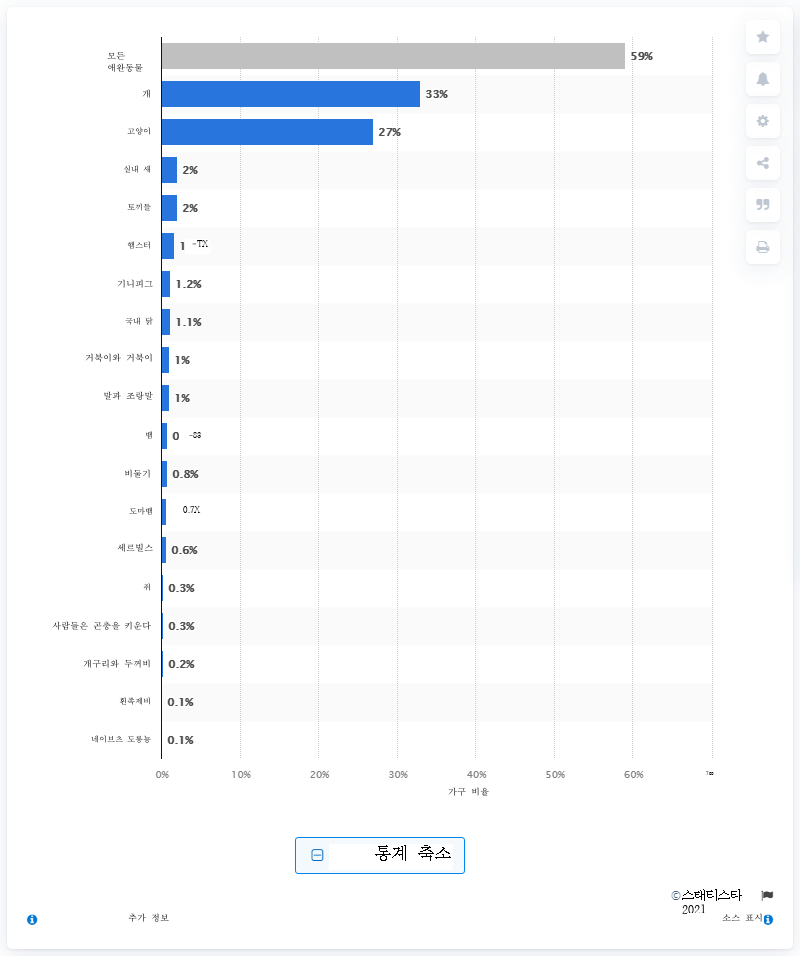 모든
애완동물
59%
개
33%
고양이
27%
실내 새
2%
토끼들
2%
햄스터
1 -TX
기니피그
1.2%
국내 닭
1.1%
거북이와 거북이
1%
말과 조랑말
1%
뱀
0 -83
비둘기
0.8%
도마뱀
0.7X
세르빌스
0.6%
쥐
0.3%
사람들은 곤충을 키운다
0.3%
개구리와 두꺼비
0.2%
흰족제비
0.1%
네이브츠 도롱뇽
0.1%
0% 10% 20% 30% 40% 50% 60%
가구 비율
통계 축소
©스태티스타
2021
추가 정보
소스 표시